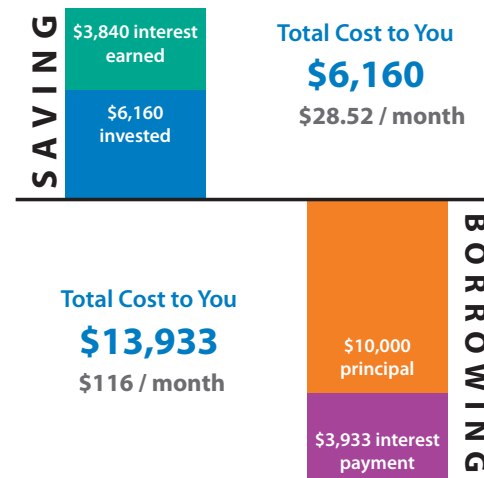 SAVING
$3,840 interest
earned
$6,160
invested
Total Cost to You
$6,160
$28.52 / month
Total Cost to You
$13,933
$116 / month
$10,000
principal
$3,933 interest
payment
BORROWING